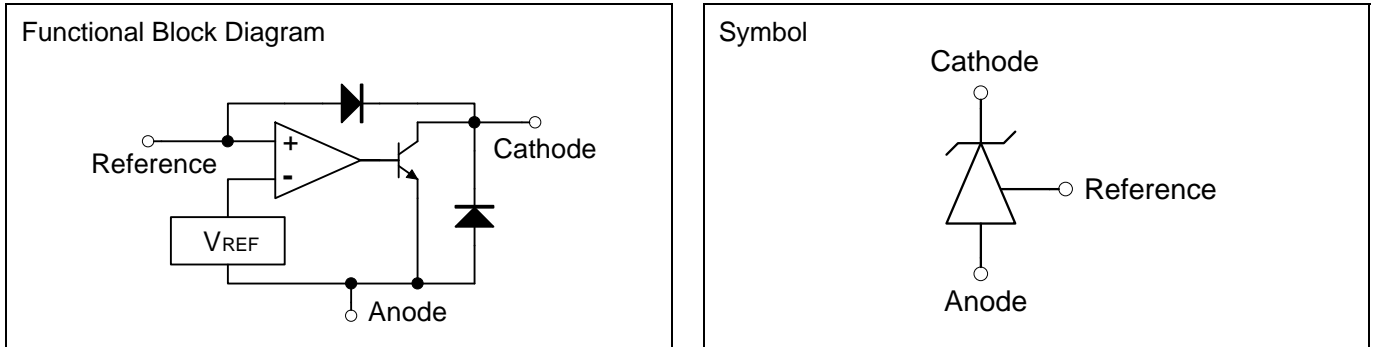 Functional Block Diagram
Reference
+
-
VREF
Cathode
Anode
Symbol
Cathode
Reference
Anode